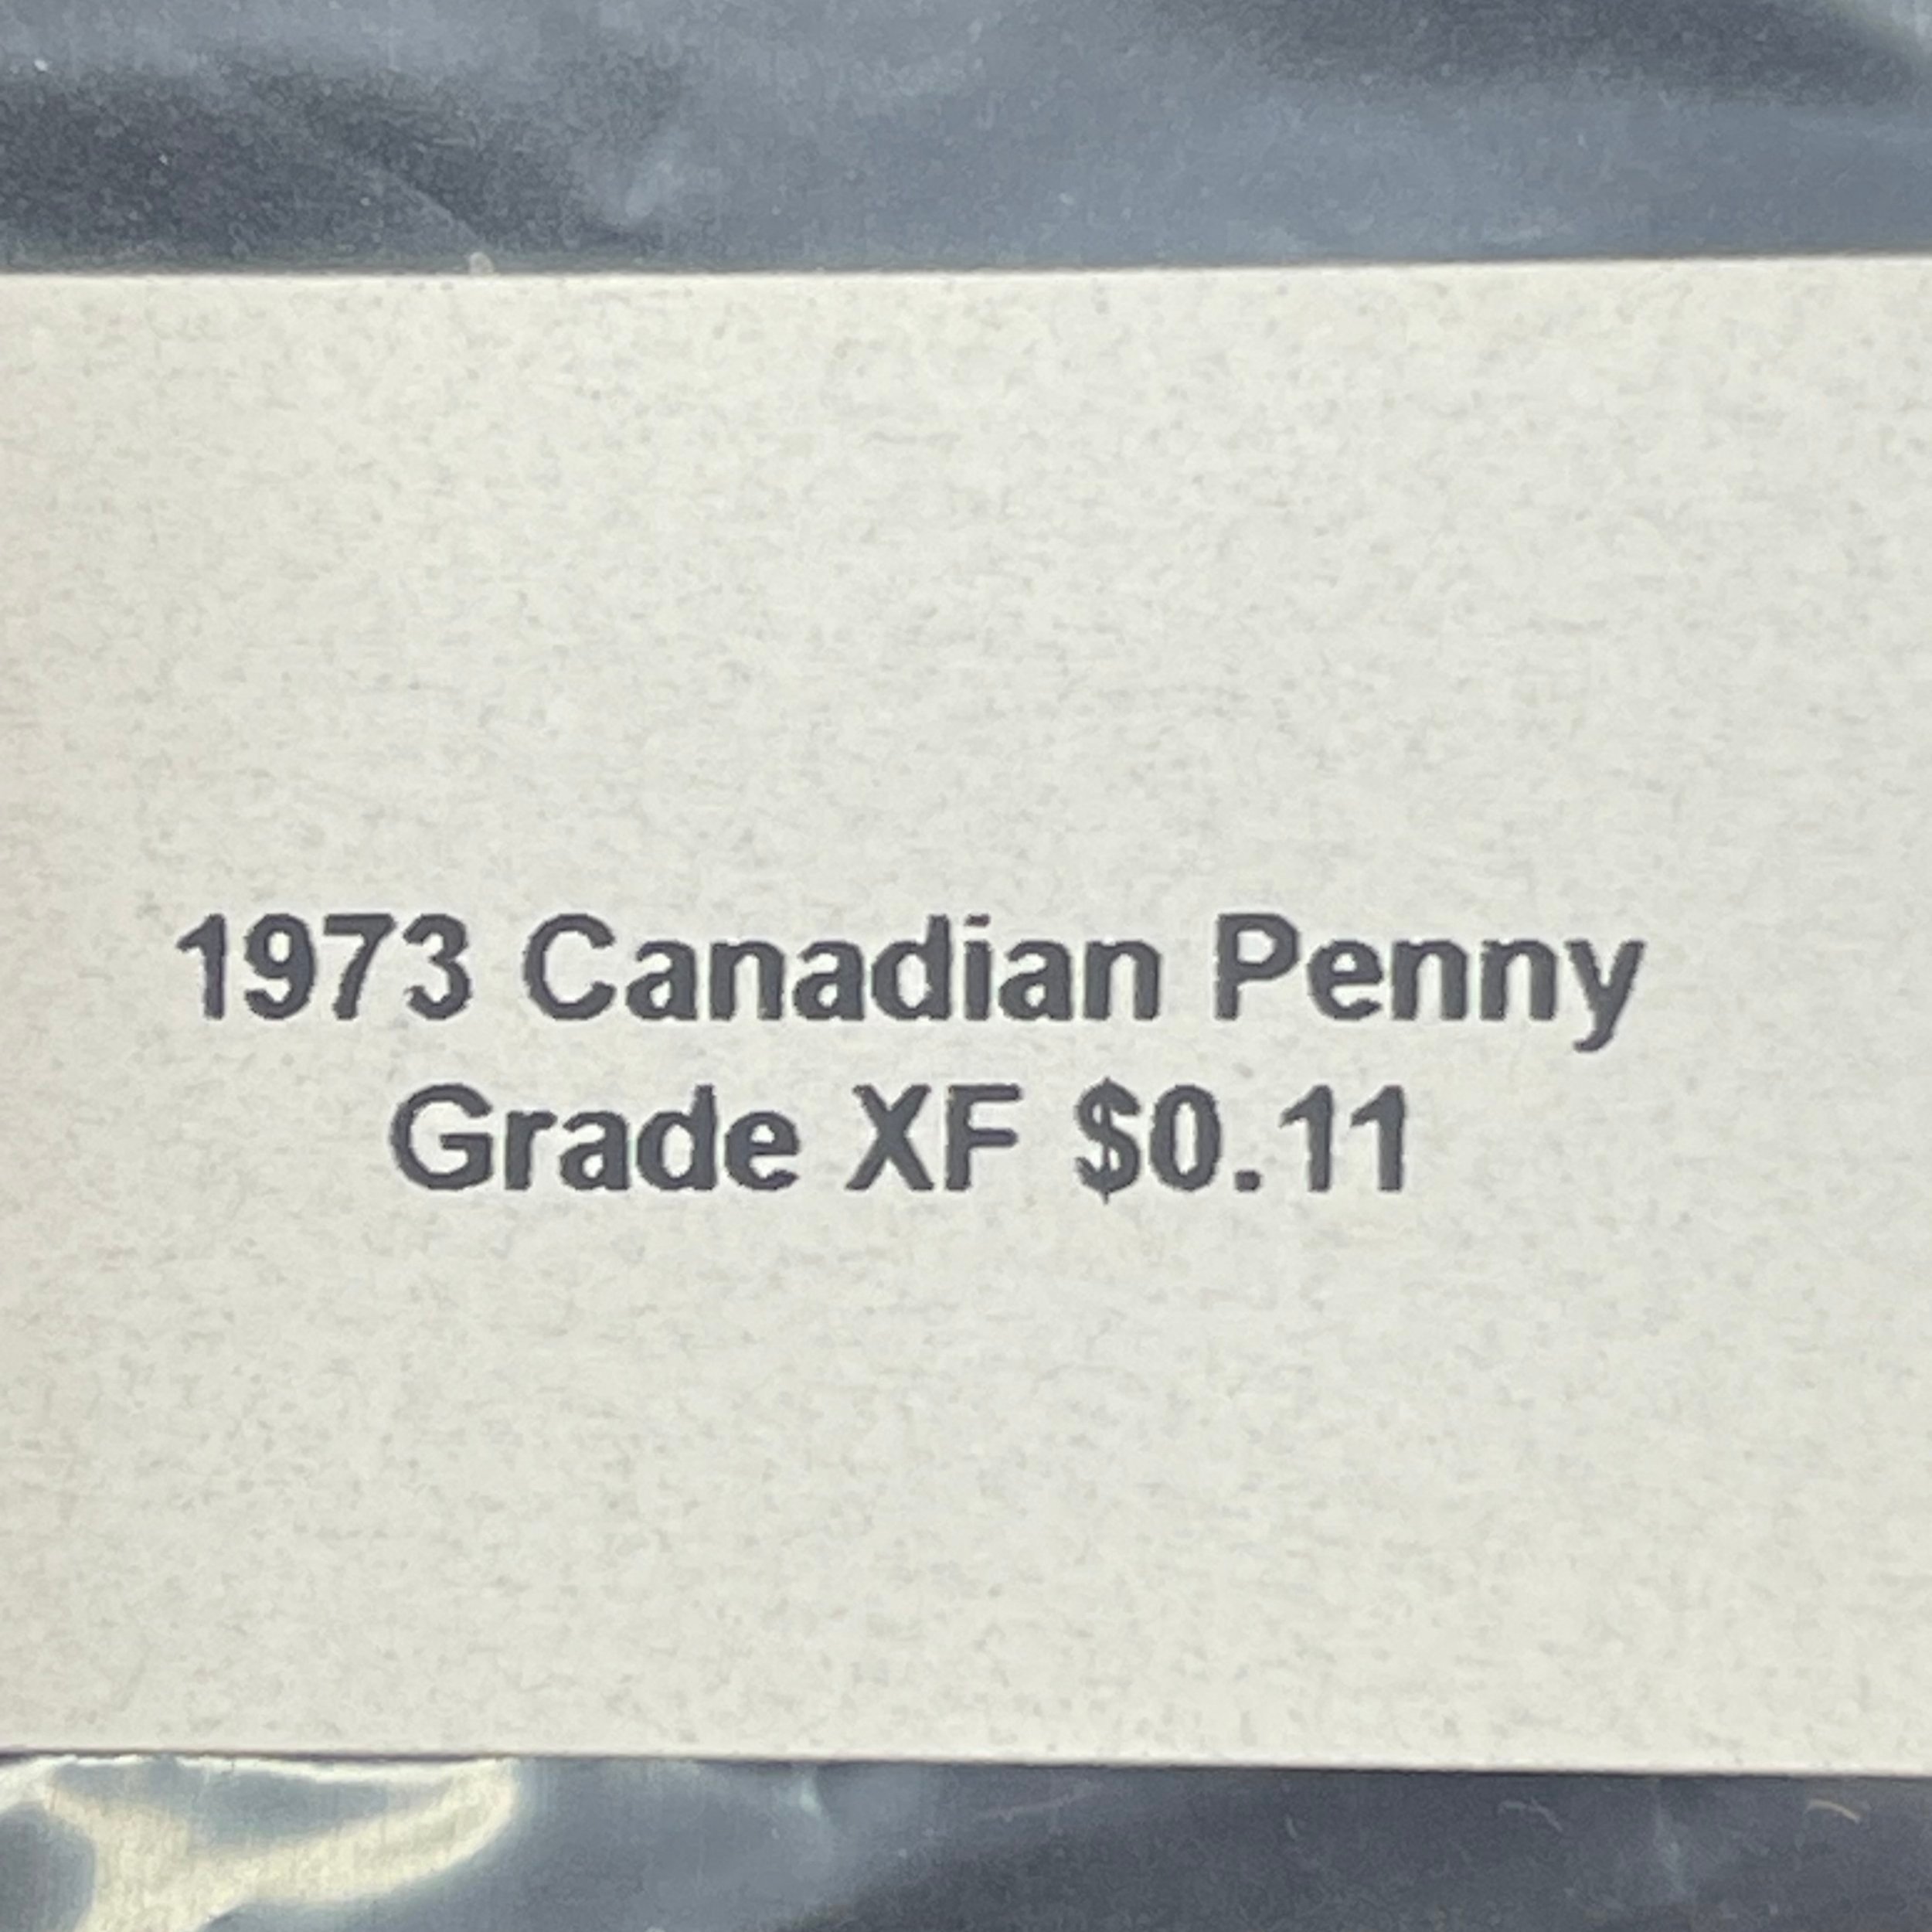 1973 Canadian Penny
Grade XF $0.11